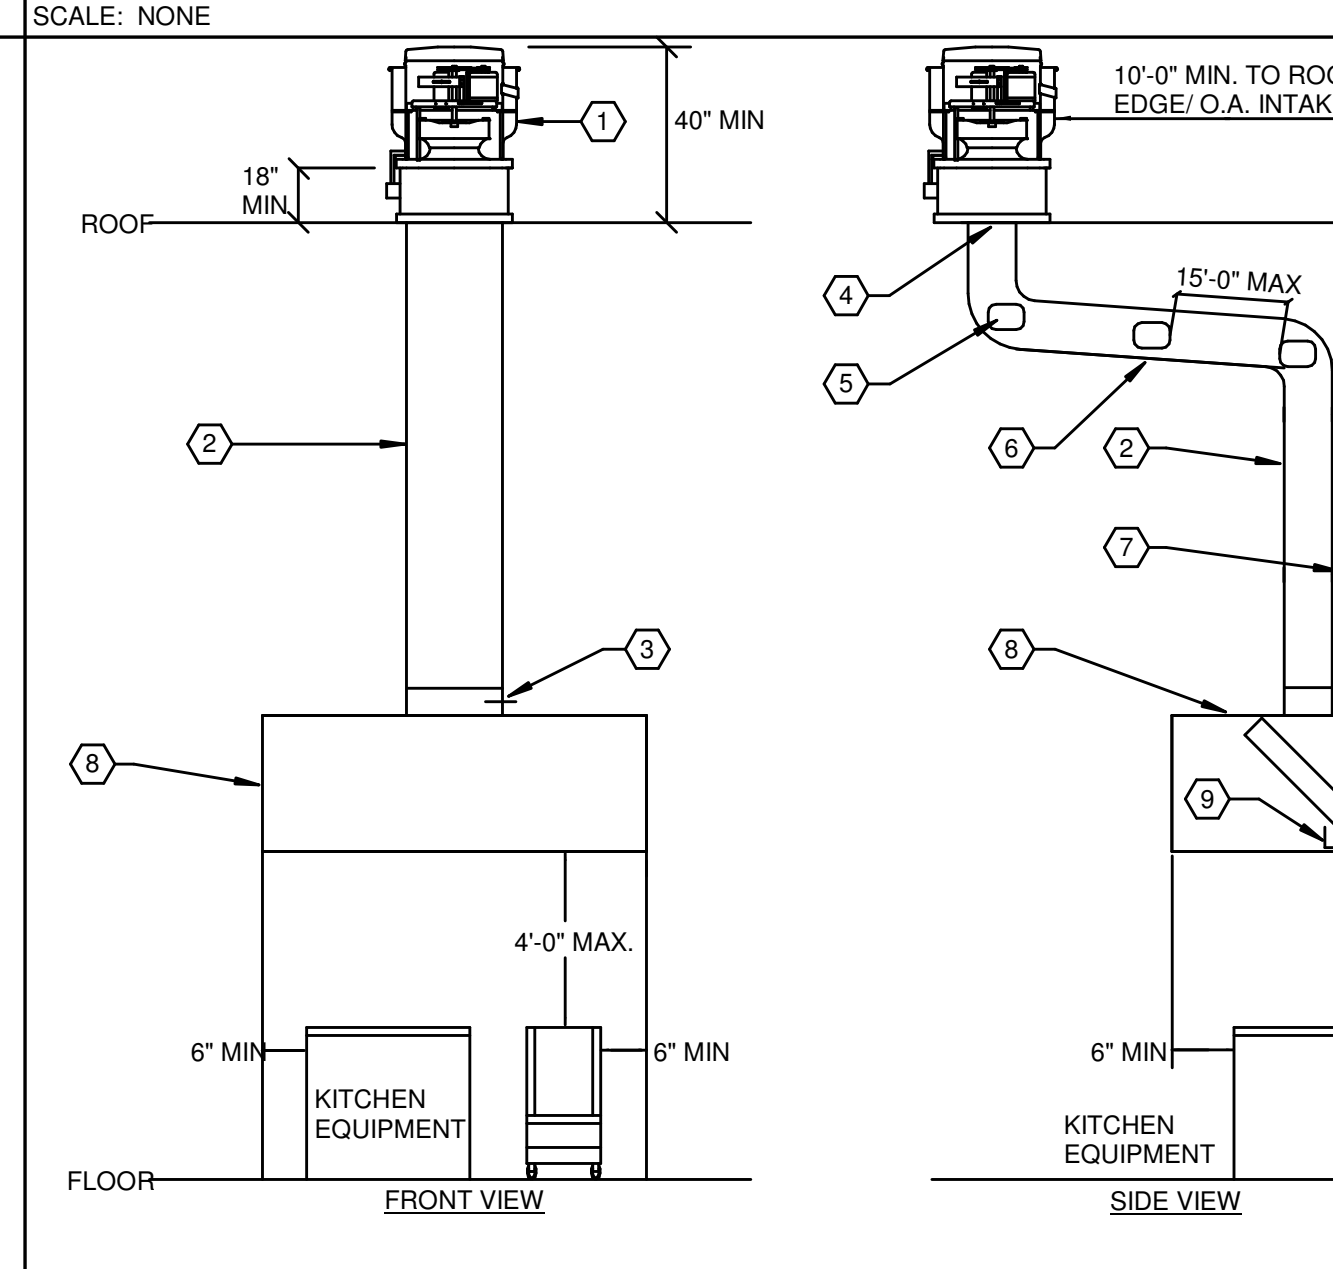 SCALE: NONE
1
40" MIN
18"
MIN
ROOF
2
3
8
4'-0" MAX.
6" MIN
6" MIN
KITCHEN
EQUIPMENT
FLOOR
FRONT VIEW
10'-0" MIN. TO ROO
EDGE/ O.A. INTAK
4
15'-0" MAX
5
6
2
7
8
9
6" MIN
KITCHEN
EQUIPMENT
SIDE VIEW